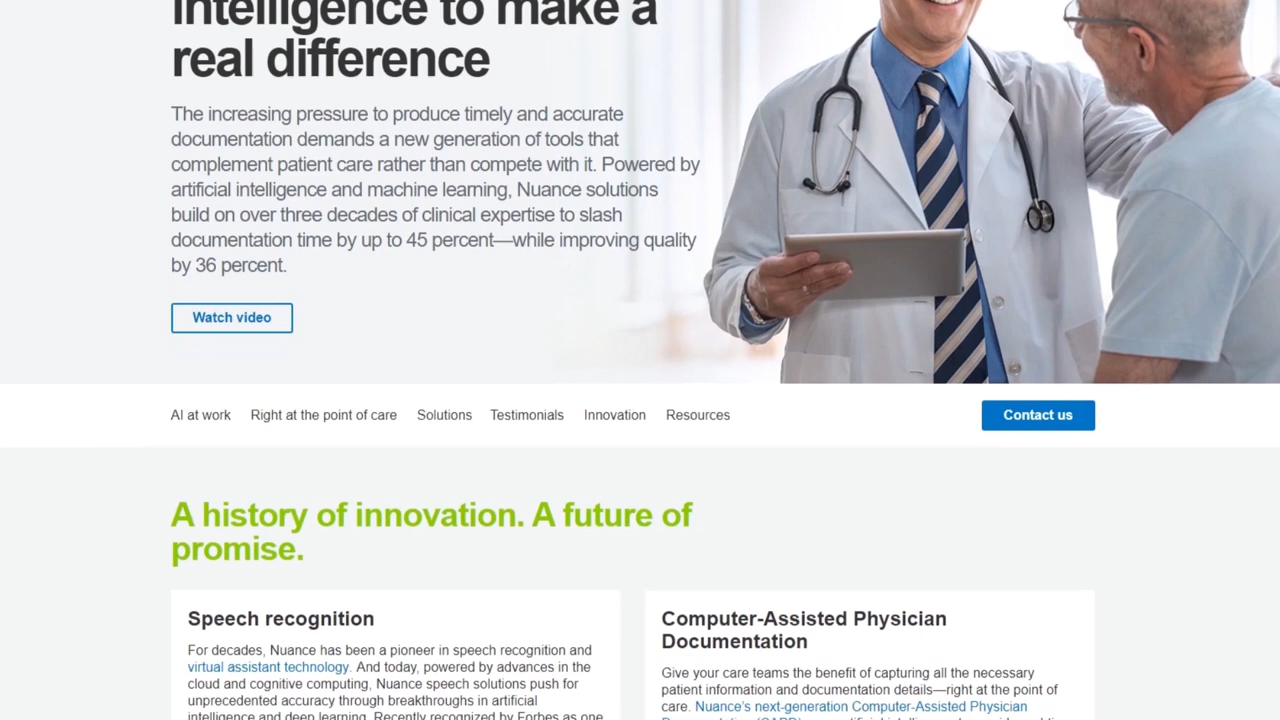 intelligence to make a
real difference
The increasing pressure to produce timely and accurate
documentation demands a new generation of tools that
complement patient care rather than compete with it. Powered by
artificial intelligence and machine learning, Nuance solutions
build on over three decades of clinical expertise to slash
documentation time by up to 45 percent—while improving quality
by 36 percent.
Watch video
AI at work
Right at the point of care
Solutions
Testimonials
Innovation
Resources
Contact us
A history of innovation. A future of
promise.
Speech recognition
For decades, Nuance has been a pioneer in speech recognition and
virtual assistant technology. And today, powered by advances in the
cloud and cognitive computing, Nuance speech solutions push for
unprecedented accuracy through breakthroughs in artificial
intelligence and deep learning. Recently recognized by Forbes as one
Computer-Assisted Physician
Documentation
Give your care teams the benefit of capturing all the necessary
patient information and documentation details—right at the point of
care. Nuance's next-generation Computer-Assisted Physician